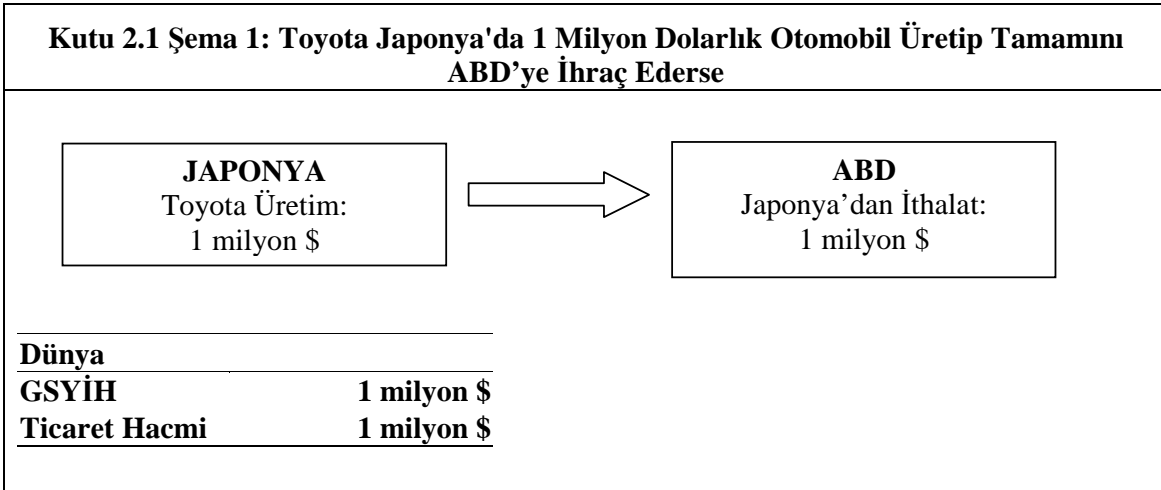 Kutu 2.1 Şema 1: Toyota Japonya'da 1 Milyon Dolarlık Otomobil Üretip Tamamını
ABD’ye İhraç Ederse
JAPONYA
Toyota Üretim:
1 milyon $
ABD
Japonya’dan İthalat:
1 milyon $
Dünya
GSYİH 1 milyon $
Ticaret Hacmi 1 milyon $